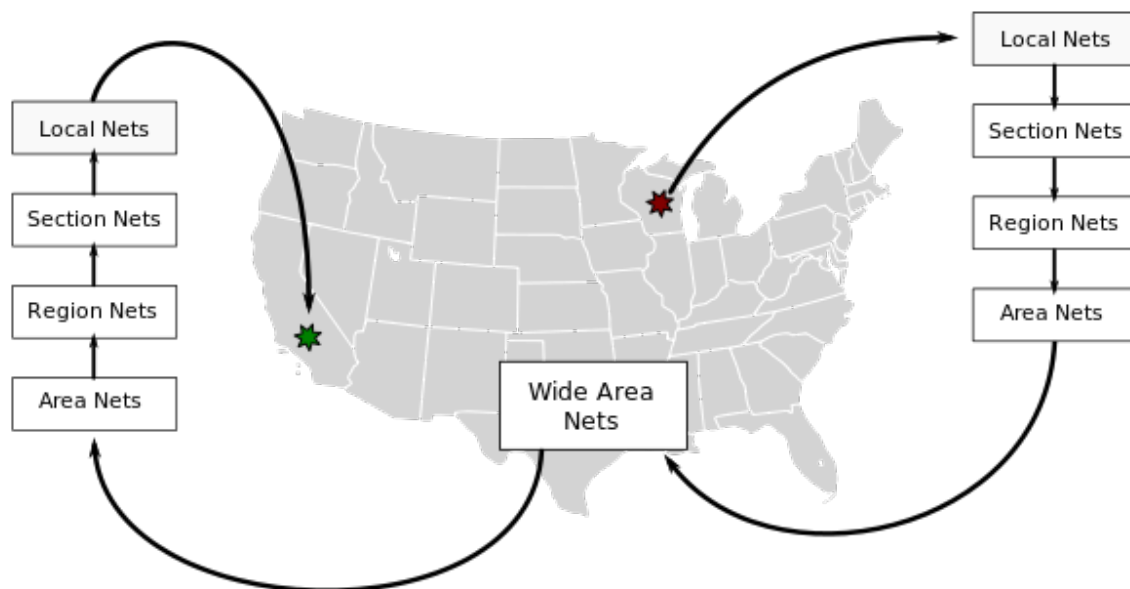 Local Nets
Section Nets
Region Nets
Area Nets
Wide Area
Nets
Local Nets
Section Nets
Region Nets
Area Nets